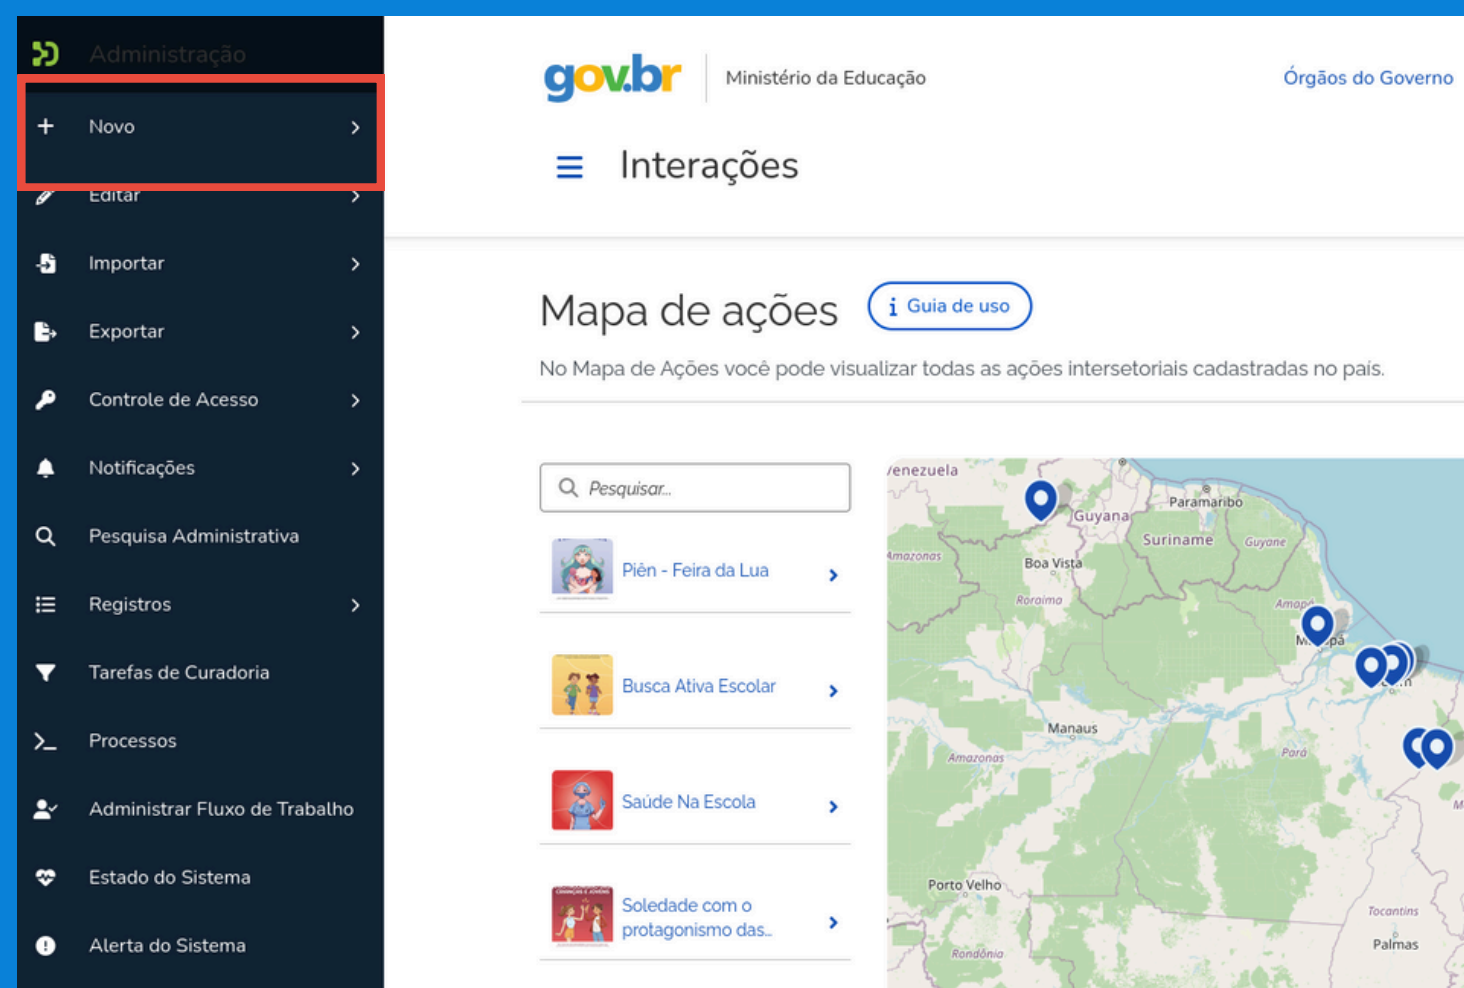 Administração
Novo
Editar
Importar
Exportar
Controle de Acesso
Notificações
Pesquisa Administrativa
Registros
Tarefas de Curadoria
Processos
Administrar Fluxo de Trabalho
Estado do Sistema
Alerta do Sistema
gov.br
Ministério da Educação
Órgãos do Governo
Interações
Mapa de ações
i Guia de uso
No Mapa de Ações você pode visualizar todas as ações intersetoriais cadastradas no país.
Pesquisar...
Piên - Feira da Lua
Busca Ativa Escolar
Saúde Na Escola
Soledade com o
protagonismo das...
Venezuela
Guyana
Paramaribo
Suriname
Guyane
Amazonas
Boa Vista
Roraima
Amapá
Manaus
Amazonas
Pará
Porto Velho
Rondônia
Tocantins
Palmas